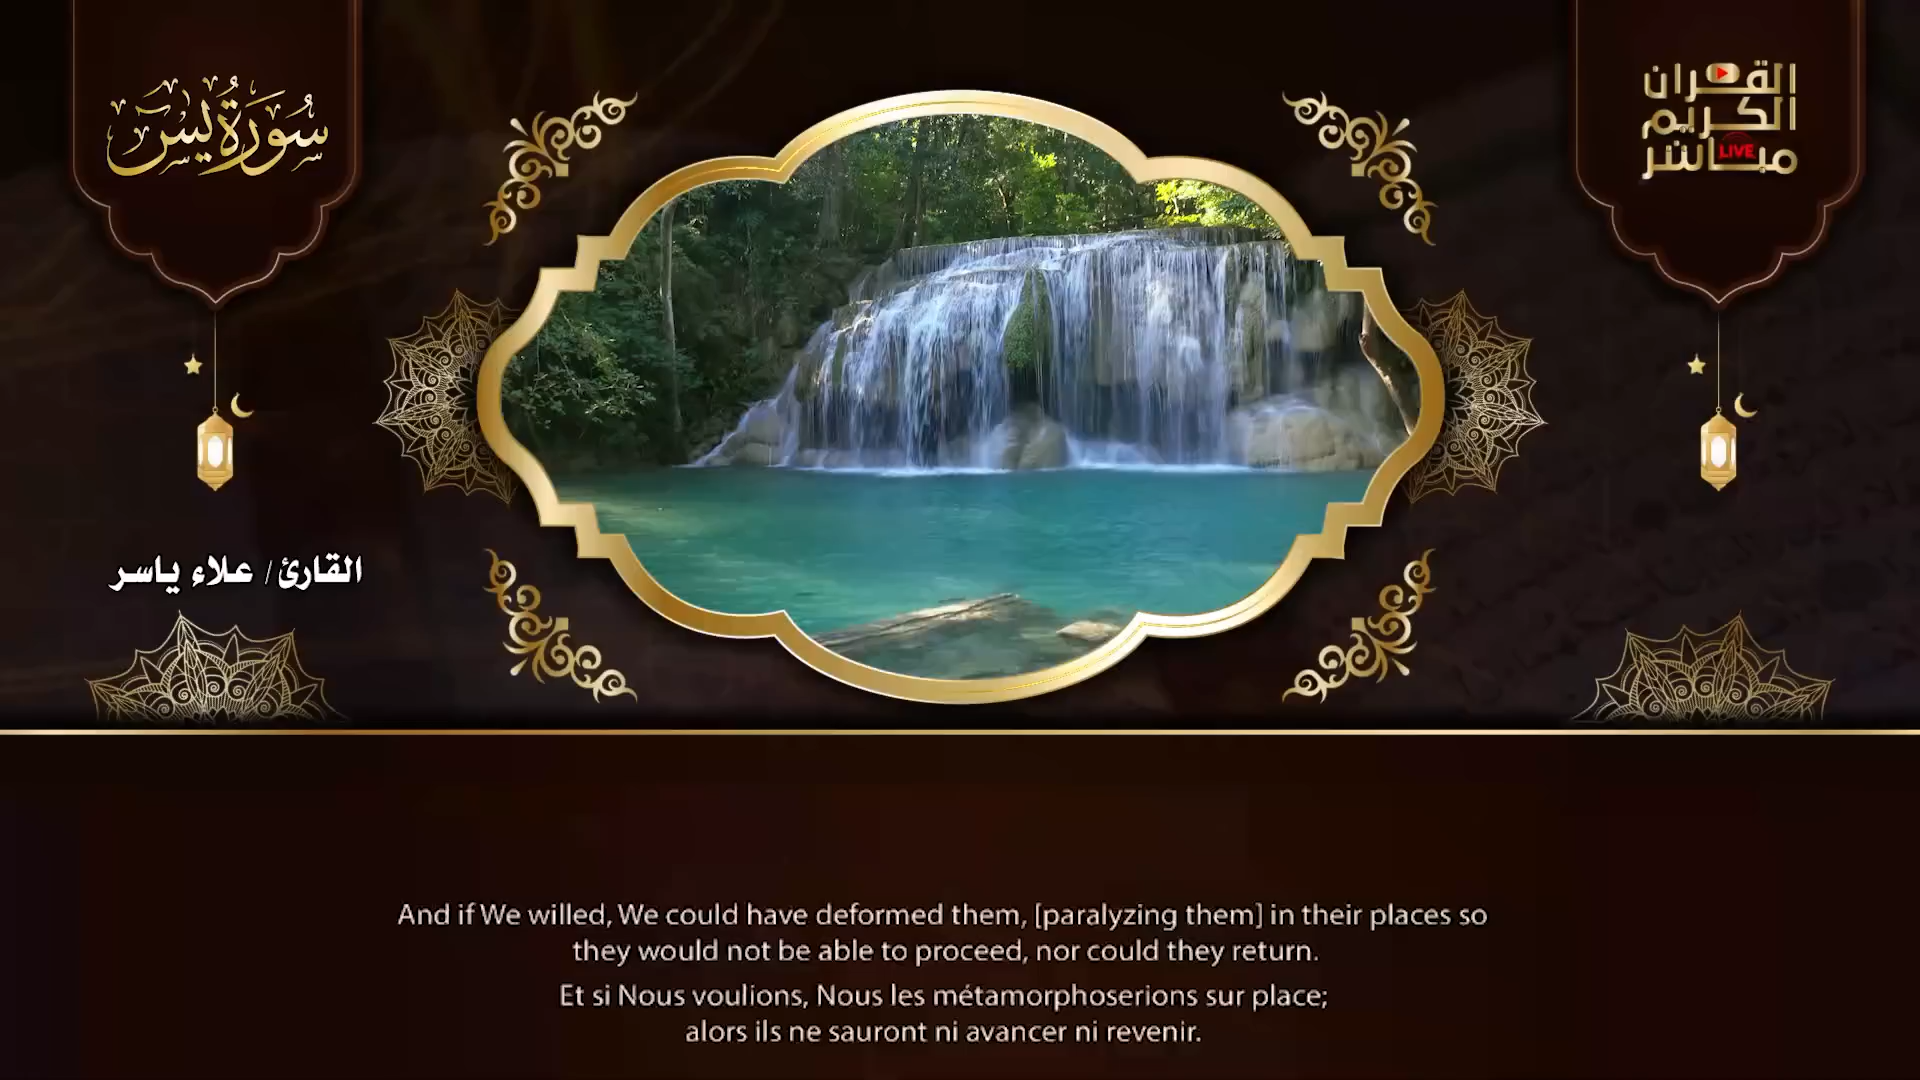 سُورَةُ يس
القران
الكريم
مباشر
LIVE
القارئ / علاء ياسر
And if We willed, We could have deformed them, [paralyzing them] in their places so
they would not be able to proceed, nor could they return.
Et si Nous voulions, Nous les métamorphoserions sur place;
alors ils ne sauront ni avancer ni revenir.